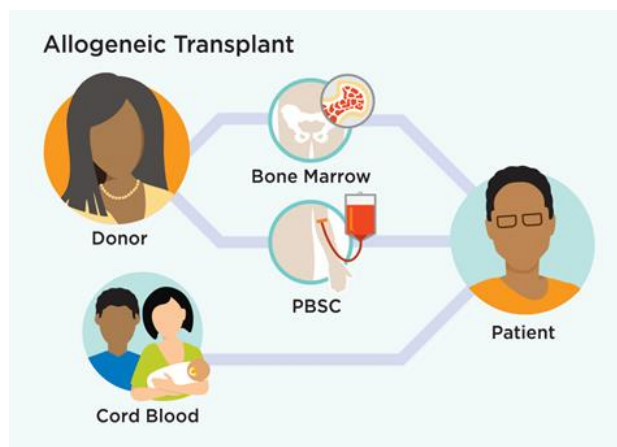 Allogeneic Transplant
Bone Marrow
Donor
PBSC
Patient
Cord Blood